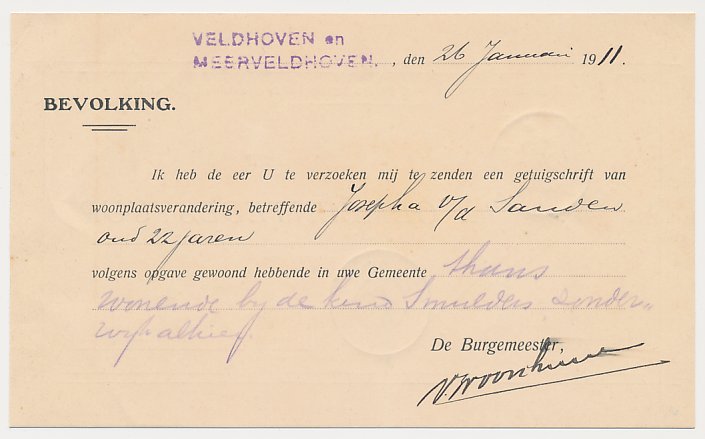 VELDHOVEN en
MEERVELDHOVEN. , den 26 Januari 1911.
BEVOLKING.
Ik heb de eer U te verzoeken mij te zenden een getuigschrift van
woonplaatsverandering, betreffende Josepha v/d Sanden
oud 22 jaren
volgens opgave gewoond hebbende in uwe Gemeente thans
wonende bij de kind Smulders, Zonder-
wijk alhier.
De Burgemeester,